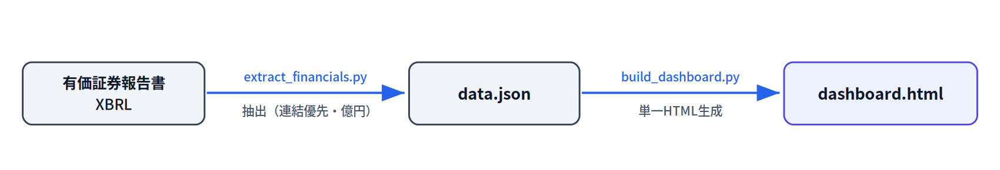 有価証券報告書
XBRL
extract_financials.py
抽出（連結優先・億円）
data.json
build_dashboard.py
単一HTML生成
dashboard.html